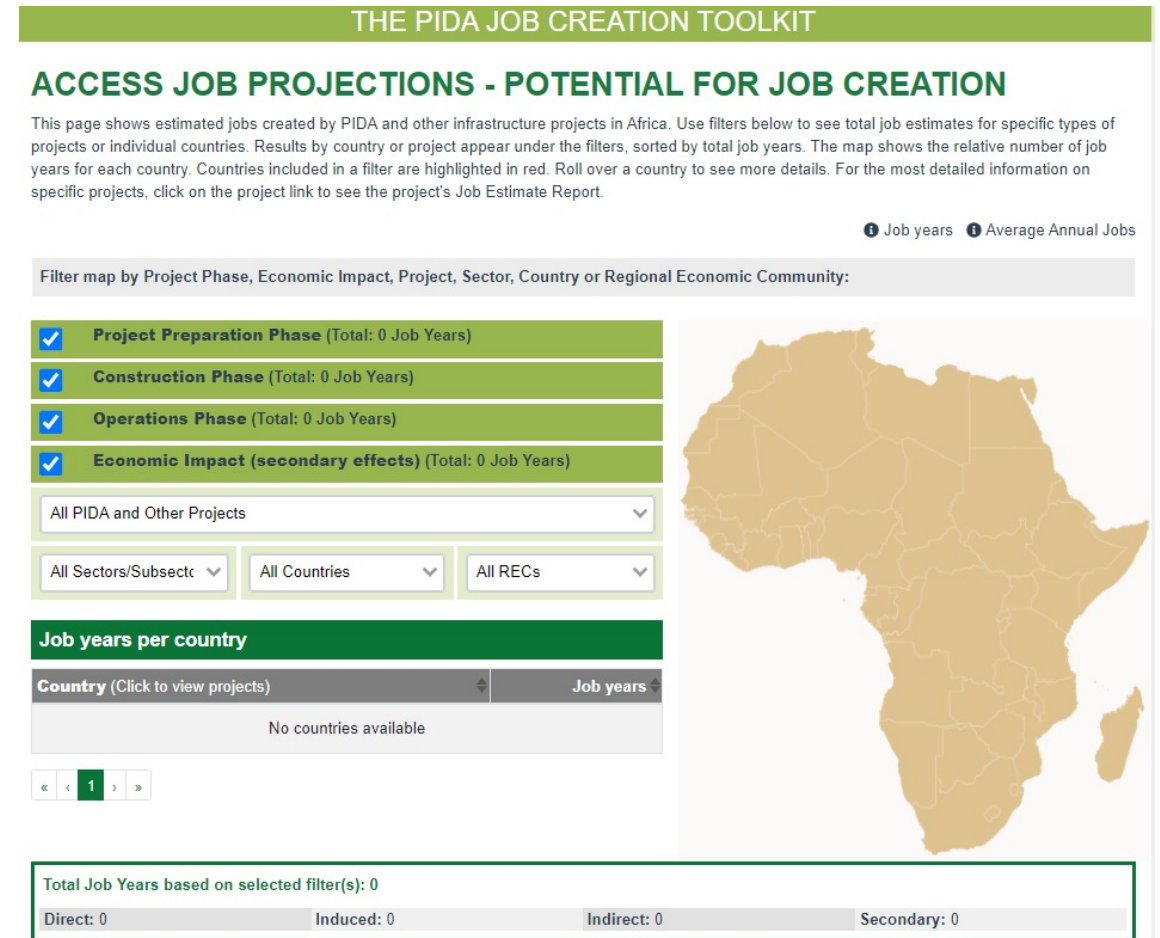 THE PIDA JOB CREATION TOOLKIT
ACCESS JOB PROJECTIONS - POTENTIAL FOR JOB CREATION
This page shows estimated jobs created by PIDA and other infrastructure projects in Africa. Use filters below to see total job estimates for specific types of
projects or individual countries. Results by country or project appear under the filters, sorted by total job years. The map shows the relative number of job
years for each country. Countries included in a filter are highlighted in red. Roll over a country to see more details. For the most detailed information on
specific projects, click on the project link to see the project's Job Estimate Report.
Job years Average Annual Jobs
Filter map by Project Phase, Economic Impact, Project, Sector, Country or Regional Economic Community:
Project Preparation Phase (Total: 0 Job Years)
Construction Phase (Total: 0 Job Years)
Operations Phase (Total: 0 Job Years)
Economic Impact (secondary effects) (Total: 0 Job Years)
All PIDA and Other Projects
All Sectors/Subsectc All Countries All RECs
Job years per country
Country (Click to view projects) Job years
No countries available
« ‹ 1 › »
Total Job Years based on selected filter(s): 0
Direct: 0 Induced: 0 Indirect: 0 Secondary: 0